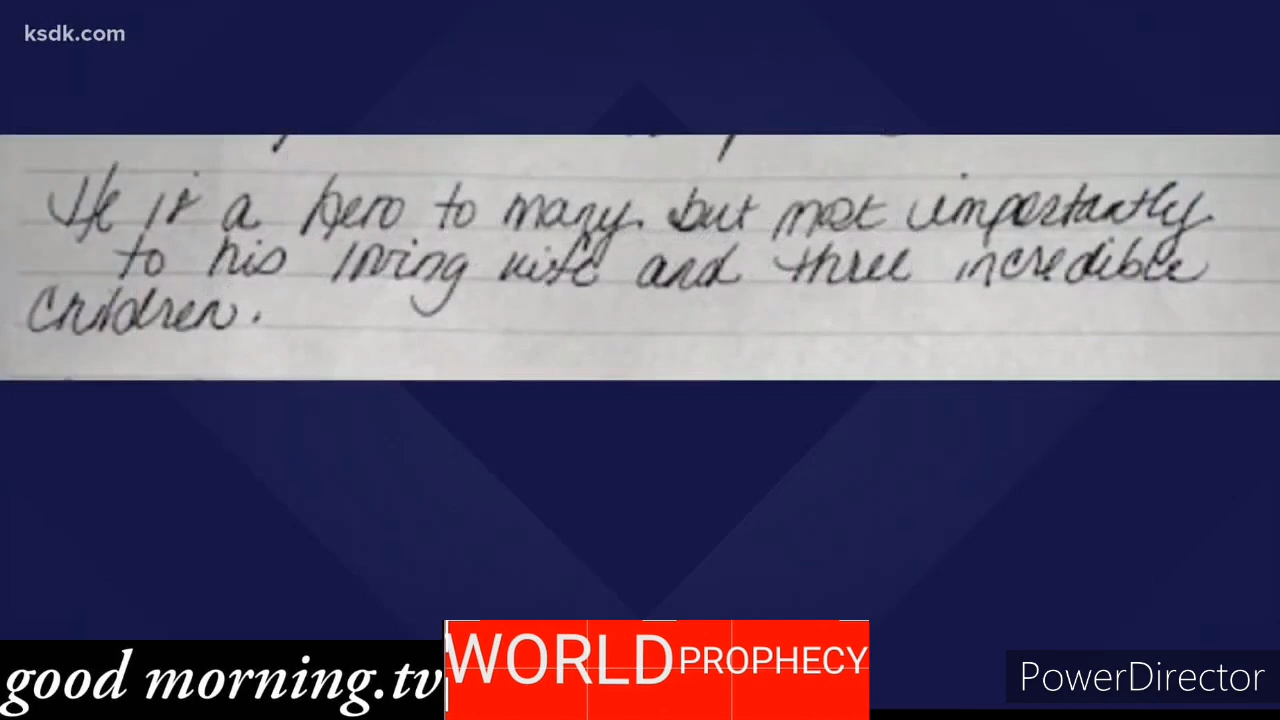 ksdk.com
He is a hero to many. but most importantly
to his loving wife and three incredible
children.
good morning.tv
WORLD PROPHECY
PowerDirector